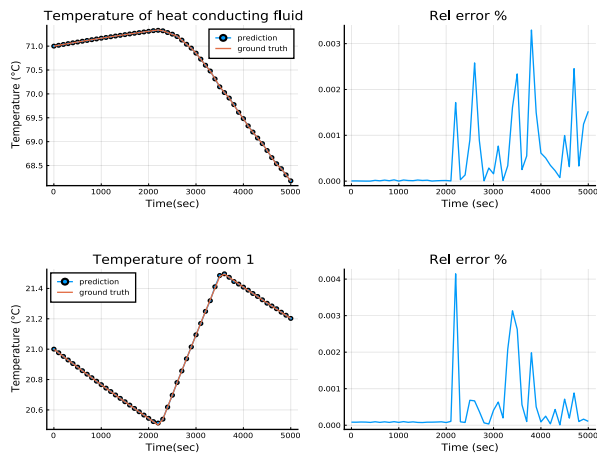 Temperature of heat conducting fluid
Rel error %
Temperature (°C)
71.0
70.5
70.0
69.5
69.0
68.5
prediction
ground truth
0 1000 2000 3000 4000 5000
Time(sec)
0.003
0.002
0.001
0.000
0 1000 2000 3000 4000 5000
Time(sec)
Temperature of room 1
Rel error %
Temperature (°C)
21.4
21.2
21.0
20.8
20.6
prediction
ground truth
0 1000 2000 3000 4000 5000
Time(sec)
0.004
0.003
0.002
0.001
0.000
0 1000 2000 3000 4000 5000
Time(sec)